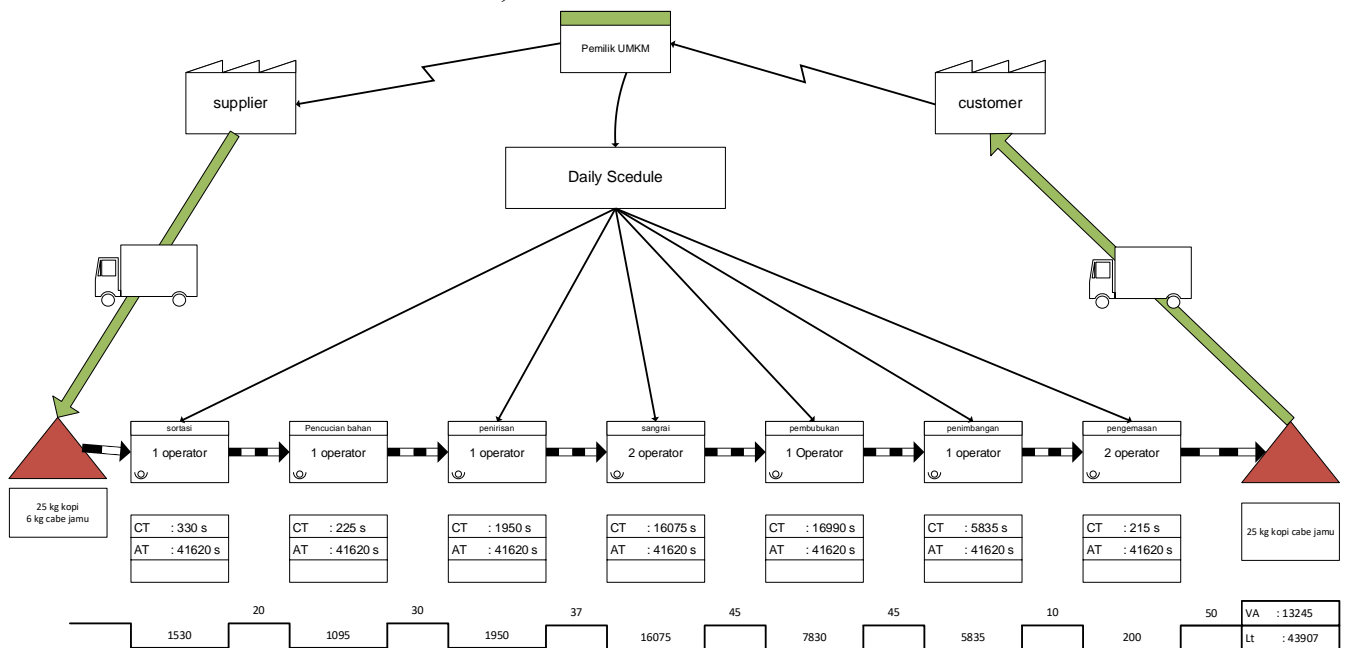 Pemilik UMKM
supplier
customer
Daily Scedule
sortasi
1 operator
Pencucian bahan
1 operator
penirisan
1 operator
sangrai
2 operator
pembubukan
1 Operator
penimbangan
1 operator
pengemasan
2 operator
25 kg kopi
6 kg cabe jamu
25 kg kopi cabe jamu
CT : 330 s
AT : 41620 s
CT : 225 s
AT : 41620 s
CT : 1950 s
AT : 41620 s
CT : 16075 s
AT : 41620 s
CT : 16990 s
AT : 41620 s
CT : 5835 s
AT : 41620 s
CT : 215 s
AT : 41620 s
20 30 37 45 45 10 50
VA : 13245
1530 1095 1950 16075 7830 5835 200
Lt : 43907